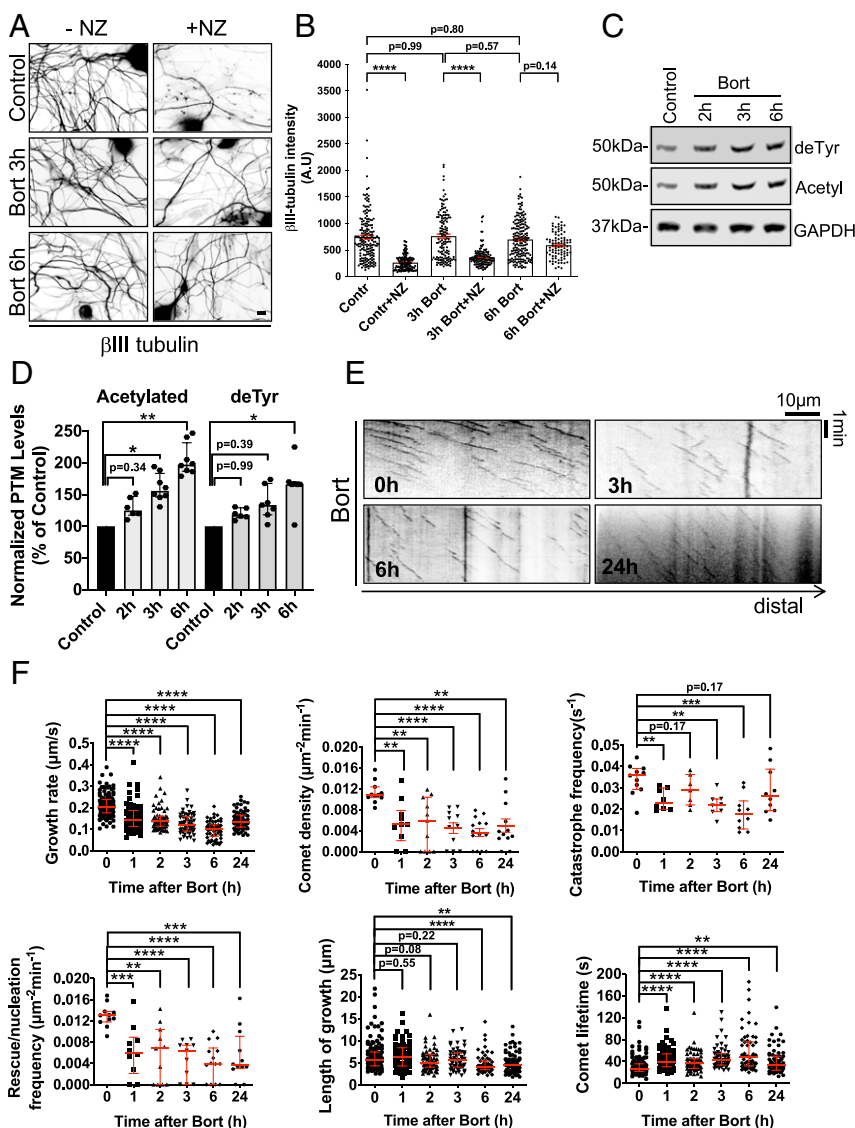 A
- NZ
+NZ
Control
Bort 3h
Bort 6h
βIII tubulin
B
p=0.80
p=0.99
p=0.57
****
****
p=0.14
βIII-tubulin intensity
(A.U)
4000
3500
3000
2500
2000
1500
1000
500
0
Contr
Contr+NZ
3h Bort
3h Bort+NZ
6h Bort
6h Bort+NZ
C
Bort
Control
2h
3h
6h
50kDa-
deTyr
50kDa-
Acetyl
37kDa-
GAPDH
D
Acetylated
deTyr
**
*
*
p=0.34
p=0.39
p=0.99
Normalized PTM Levels
(% of Control)
250
200
150
100
50
0
Control
2h
3h
6h
Control
2h
3h
6h
E
10μm
1min
Bort
0h
3h
6h
24h
distal
F
****
****
****
****
****
Growth rate (μm/s)
0.5
0.4
0.3
0.2
0.1
0
0 1 2 3 6 24
Time after Bort (h)
**
****
****
**
**
Comet density (μm⁻²min⁻¹)
0.016
0.012
0.008
0.004
0.000
0 1 2 3 6 24
Time after Bort (h)
p=0.17
***
**
p=0.17
**
Catastrophe frequency(s⁻¹)
0.05
0.04
0.03
0.02
0.01
0.00
0 1 2 3 6 24
Time after Bort (h)
***
****
****
**
***
Rescue/nucleation
frequency (μm⁻²min⁻¹)
0.016
0.012
0.008
0.004
0.000
0 1 2 3 6 24
Time after Bort (h)
**
****
p=0.22
p=0.08
p=0.55
Length of growth (μm)
25
20
15
10
5
0
0 1 2 3 6 24
Time after Bort (h)
**
****
****
****
****
Comet lifetime (s)
200
160
120
80
40
0
0 1 2 3 6 24
Time after Bort (h)